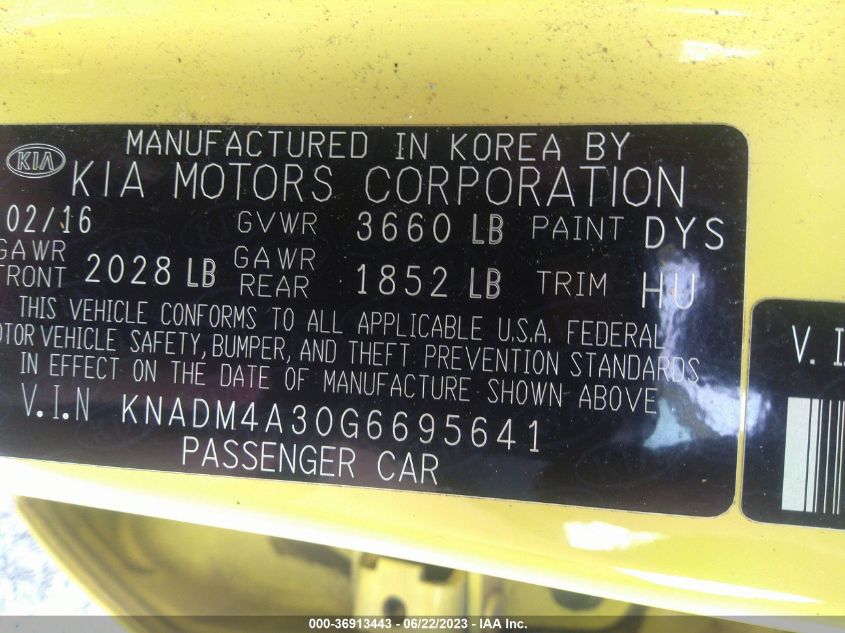 MANUFACTURED IN KOREA BY
KIA
KIA MOTORS CORPORATION
02/16 GVWR 3660 LB PAINT DYS
GAWR FRONT 2028 LB GAWR REAR 1852 LB TRIM HU
THIS VEHICLE CONFORMS TO ALL APPLICABLE U.S.A. FEDERAL
MOTOR VEHICLE SAFETY, BUMPER, AND THEFT PREVENTION STANDARDS
IN EFFECT ON THE DATE OF MANUFACTURE SHOWN ABOVE
V.I.N KNADM4A30G6695641
PASSENGER CAR
V. I.
000-36913443 - 06/22/2023 - IAA Inc.